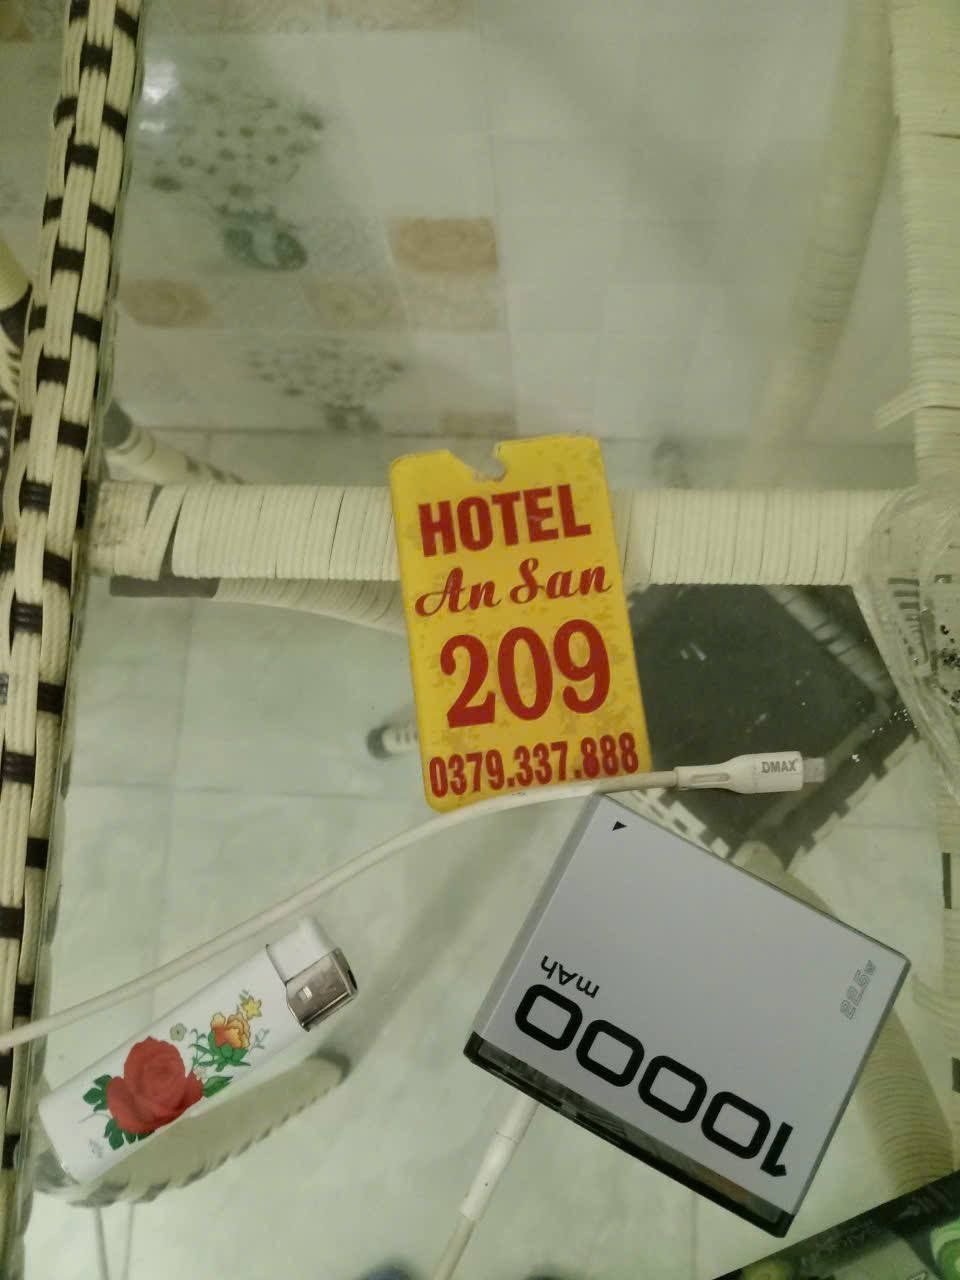 HOTEL
An San
209
0379.337.888
DMAX
10000
mAh